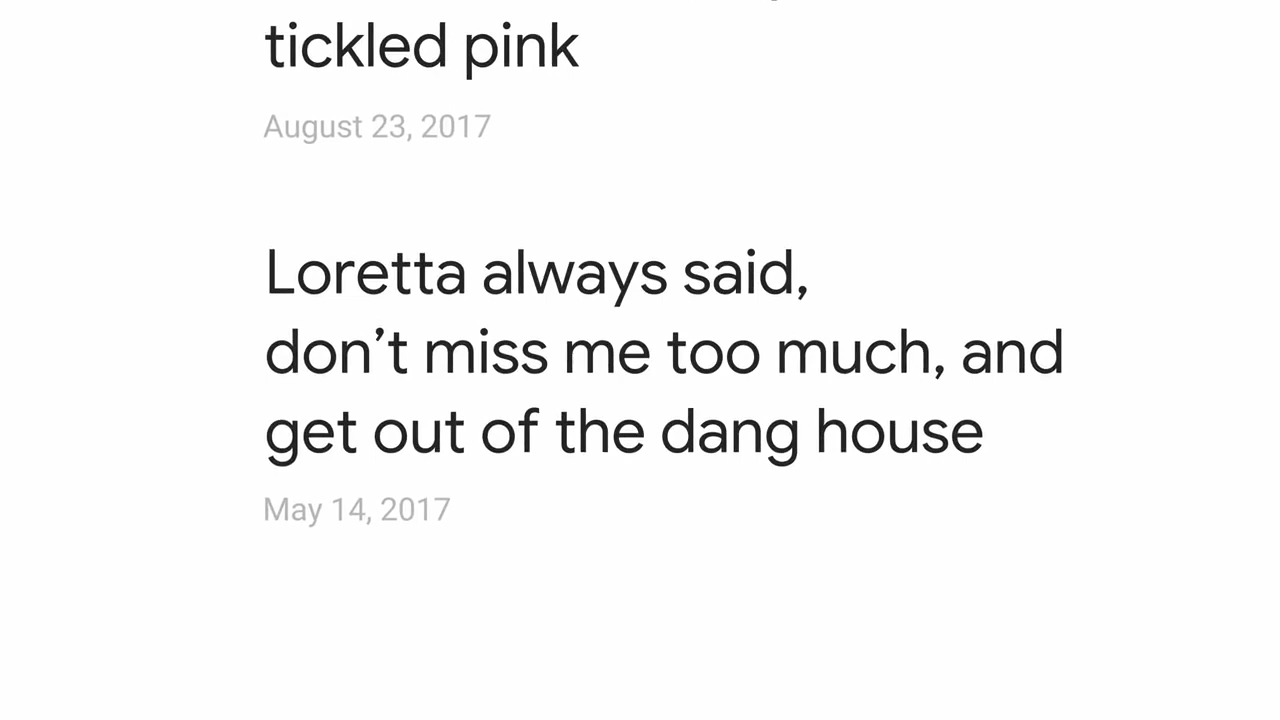 tickled pink
August 23, 2017
Loretta always said,
don’t miss me too much, and
get out of the dang house
May 14, 2017